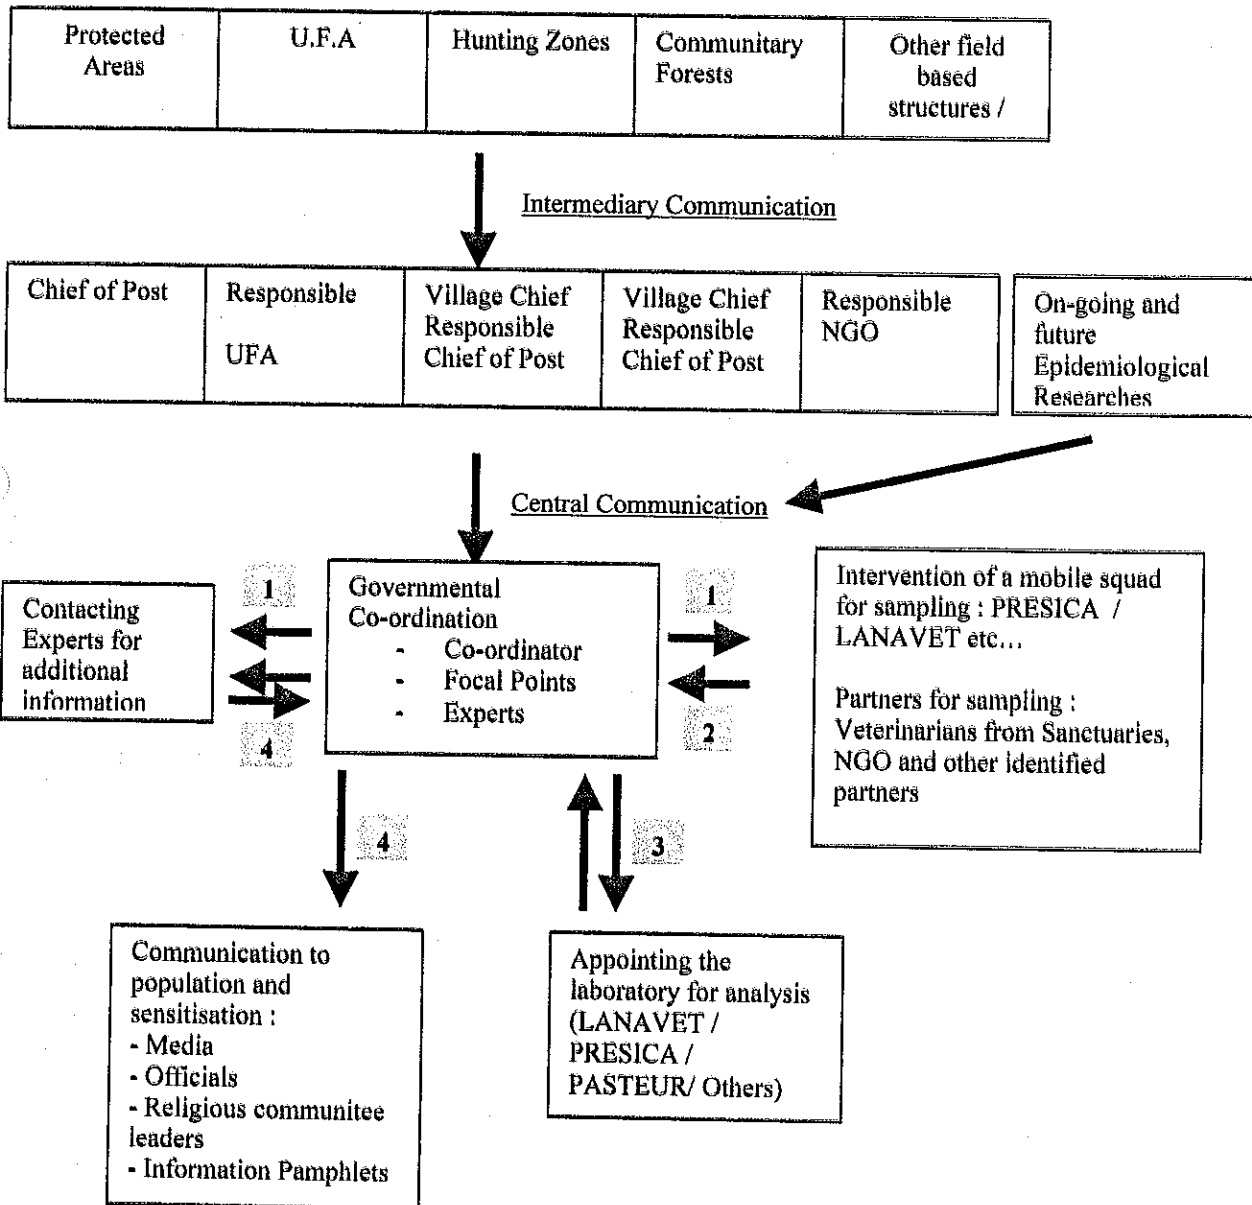 Protected
Areas
U.F.A
Hunting Zones
Communitary
Forests
Other field
based
structures /
Intermediary Communication
Chief of Post
Responsible
UFA
Village Chief
Responsible
Chief of Post
Village Chief
Responsible
Chief of Post
Responsible
NGO
On-going and
future
Epidemiological
Researches
Central Communication
Contacting
Experts for
additional
information
1
4
Governmental
Co-ordination
- Co-ordinator
- Focal Points
- Experts
1
2
Intervention of a mobile squad
for sampling : PRESICA /
LANAVET etc...
Partners for sampling :
Veterinarians from Sanctuaries,
NGO and other identified
partners
4
3
Communication to
population and
sensitisation :
- Media
- Officials
- Religious communitee
leaders
- Information Pamphlets
Appointing the
laboratory for analysis
(LANAVET /
PRESICA /
PASTEUR/ Others)